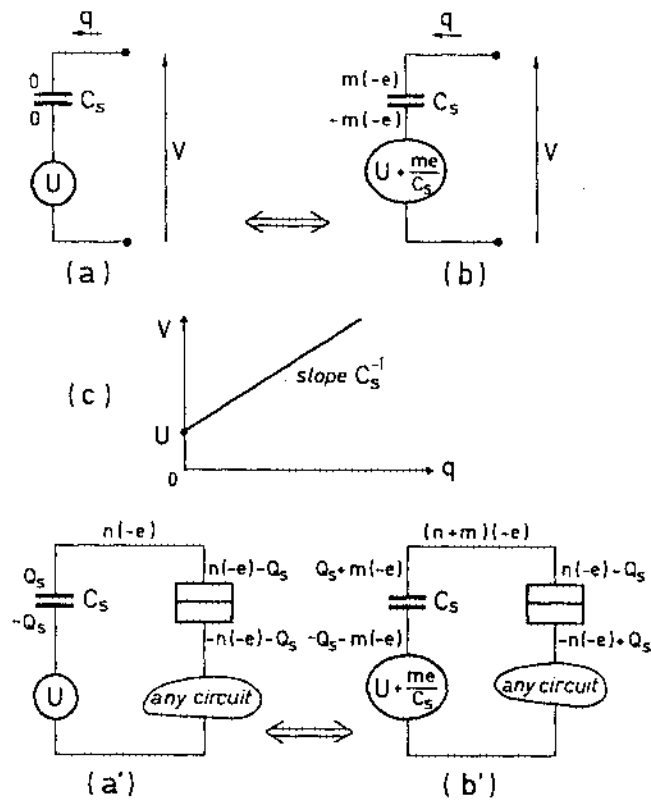 q
0
0
C_s
U
V
(a)
q
m(-e)
-m(-e)
C_s
U + me/C_s
V
(b)
(c)
V
U
0
slope C_s^-1
q
n(-e)
Q_s
-Q_s
C_s
U
n(-e)-Q_s
-n(-e)-Q_s
any circuit
(a')
(n+m)(-e)
Q_s+m(-e)
-Q_s-m(-e)
C_s
U + me/C_s
n(-e)-Q_s
-n(-e)+Q_s
any circuit
(b')